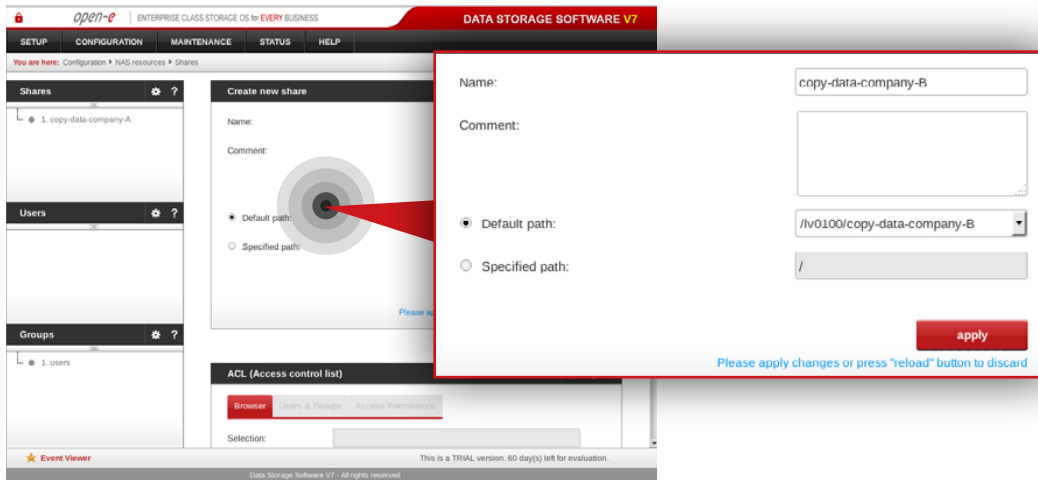 open-e ENTERPRISE CLASS STORAGE OS for EVERY BUSINESS DATA STORAGE SOFTWARE V7
SETUP CONFIGURATION MAINTENANCE STATUS HELP
You are here: Configuration NAS resources Shares
Shares ?
1. copy-data-company-A
Users ?
Groups ?
1. users
Create new share
Name:
Comment:
Default path:
Specified path:
Please
ACL (Access control list)
Browser Users & Groups Access Permissions
Selection:
Name: copy-data-company-B
Comment:
Default path: /lv0100/copy-data-company-B
Specified path: /
apply
Please apply changes or press "reload" button to discard
Event Viewer This is a TRIAL version. 60 day(s) left for evaluation.
Data Storage Software V7 - All rights reserved